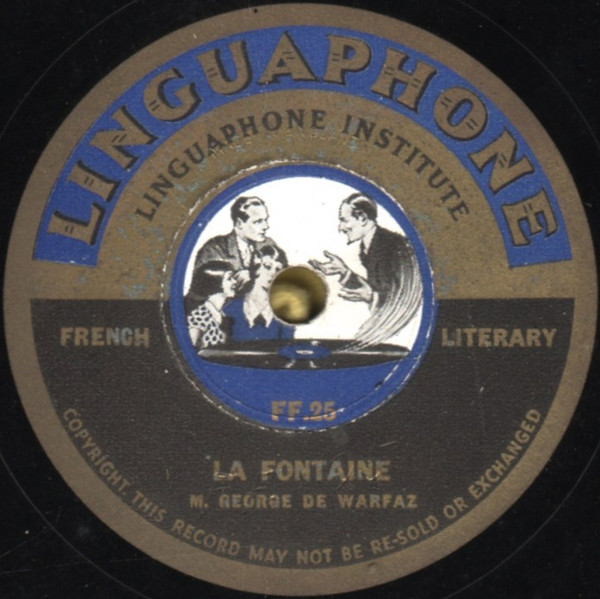 LINGUAPHONE
LINGUAPHONE INSTITUTE
FRENCH LITERARY
FF.25
LA FONTAINE
M. GEORGE DE WARFAZ
COPYRIGHT. THIS RECORD MAY NOT BE RE-SOLD OR EXCHANGED